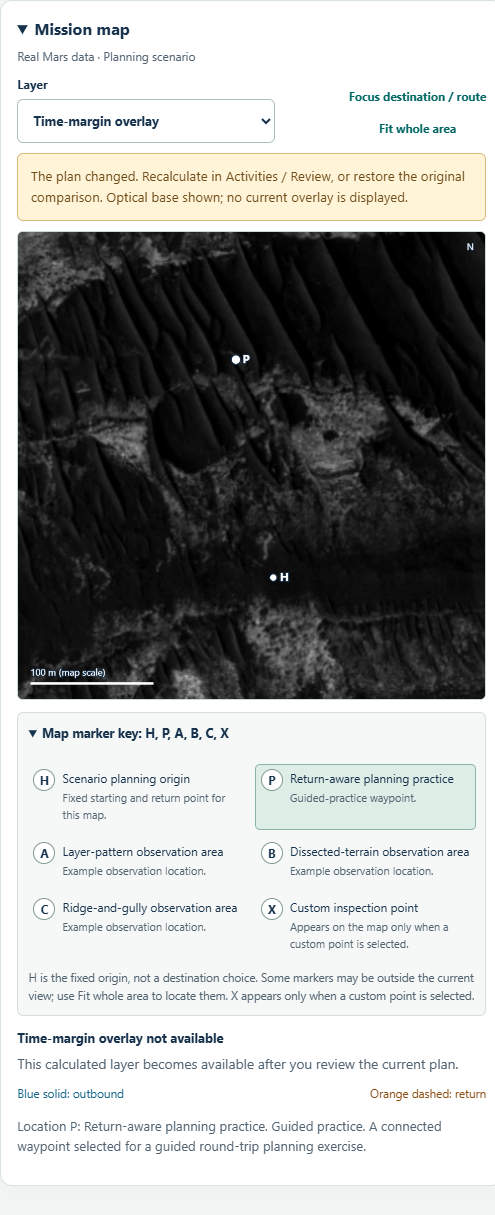 ▼ Mission map
Real Mars data · Planning scenario
Layer
Time-margin overlay
Focus destination / route
Fit whole area
The plan changed. Recalculate in Activities / Review, or restore the original
comparison. Optical base shown; no current overlay is displayed.
N
P
H
100 m (map scale)
▼ Map marker key: H, P, A, B, C, X
H Scenario planning origin
Fixed starting and return point for
this map.
P Return-aware planning practice
Guided-practice waypoint.
A Layer-pattern observation area
Example observation location.
B Dissected-terrain observation area
Example observation location.
C Ridge-and-gully observation area
Example observation location.
X Custom inspection point
Appears on the map only when a
custom point is selected.
H is the fixed origin, not a destination choice. Some markers may be outside the current
view; use Fit whole area to locate them. X appears only when a custom point is selected.
Time-margin overlay not available
This calculated layer becomes available after you review the current plan.
Blue solid: outbound
Orange dashed: return
Location P: Return-aware planning practice. Guided practice. A connected
waypoint selected for a guided round-trip planning exercise.